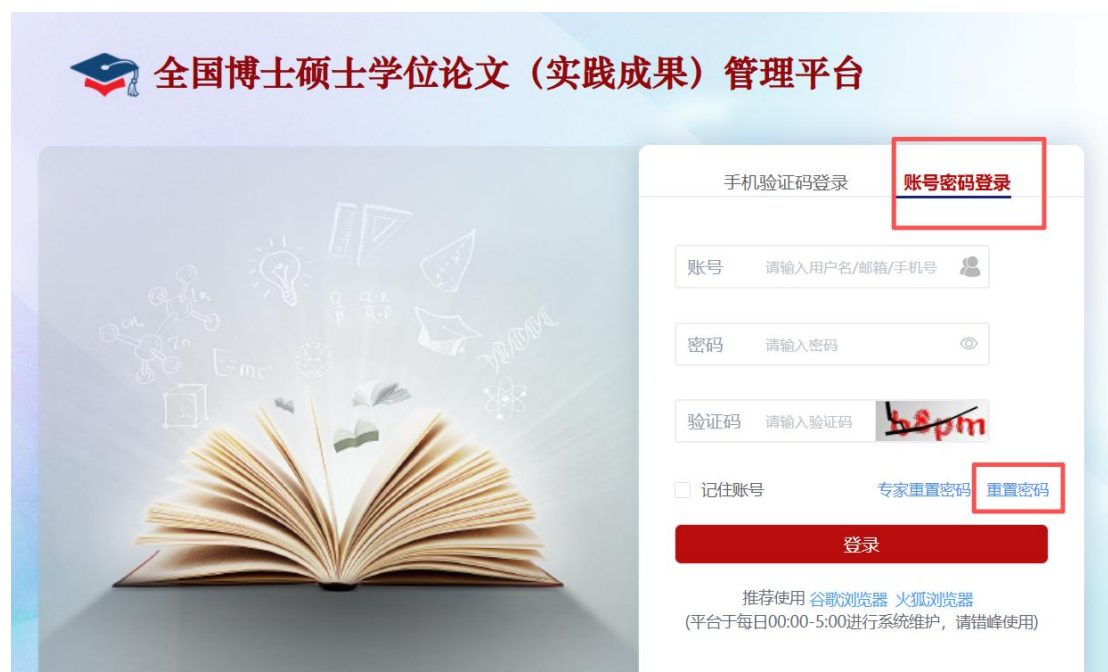 全国博士硕士学位论文（实践成果）管理平台
手机验证码登录 账号密码登录
账号 请输入用户名/邮箱/手机号
密码 请输入密码
验证码 请输入验证码 b8pm
记住账号 专家重置密码 重置密码
登录
推荐使用 谷歌浏览器 火狐浏览器
(平台于每日00:00-5:00进行系统维护，请错峰使用)